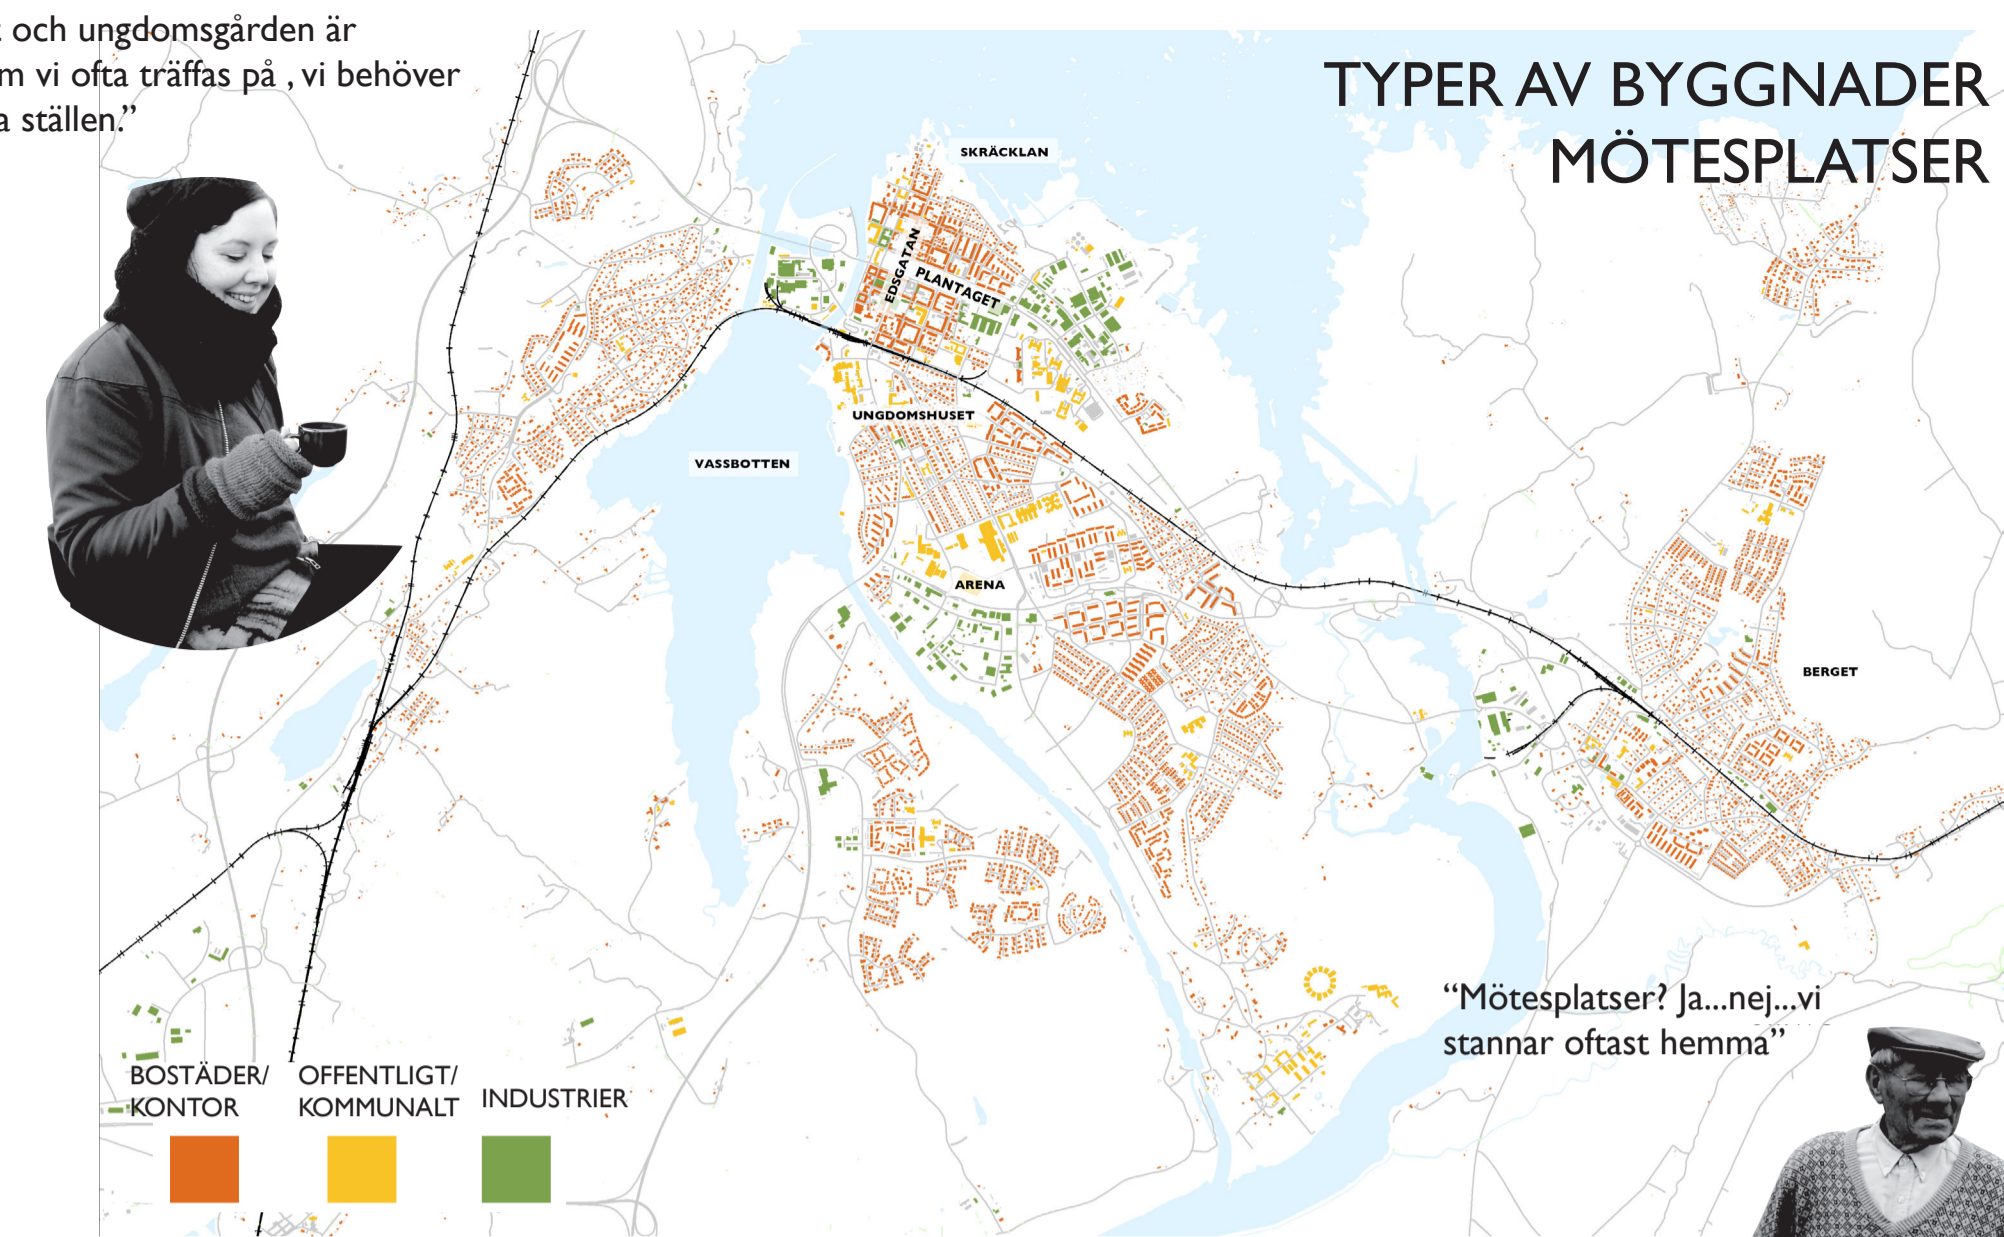 och ungdomsgården är
vi ofta träffas på , vi behöver
ställen.”
TYPER AV BYGGNADER
MÖTESPLATSER
SKRÄCKLAN
EDSGATAN
PLANTAGET
UNGDOMSHUSET
VASSBOTTEN
ARENA
BERGET
“Mötesplatser? Ja...nej...vi
stannar oftast hemma”
BOSTÄDER/
KONTOR
OFFENTLIGT/
KOMMUNALT
INDUSTRIER